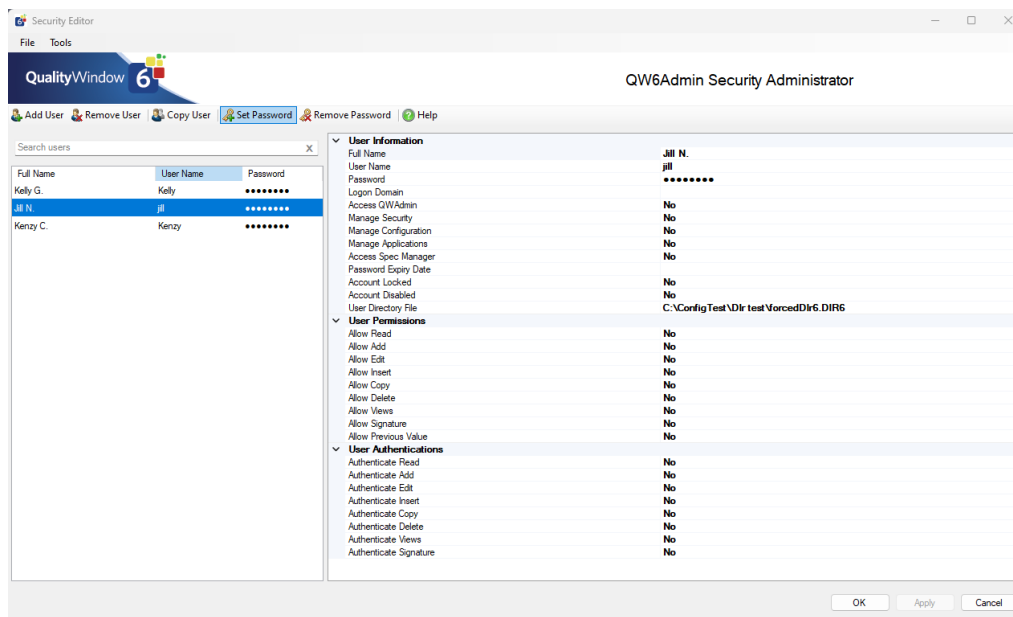 Security Editor
File Tools
QualityWindow 6
QW6Admin Security Administrator
Add User Remove User Copy User Set Password Remove Password Help
Search users x
Full Name User Name Password
Kelly G. Kelly ●●●●●●●●
Jill N. jill ●●●●●●●●
Kenzy C. Kenzy ●●●●●●●●
User Information
Full Name Jill N.
User Name jill
Password ●●●●●●●●
Logon Domain
Access QWAdmin No
Manage Security No
Manage Configuration No
Manage Applications No
Access Spec Manager No
Password Expiry Date
Account Locked No
Account Disabled No
User Directory File C:\ConfigTest\DIr test\forcedDIr6.DIR6
User Permissions
Allow Read No
Allow Add No
Allow Edit No
Allow Insert No
Allow Copy No
Allow Delete No
Allow Views No
Allow Signature No
Allow Previous Value No
User Authentications
Authenticate Read No
Authenticate Add No
Authenticate Edit No
Authenticate Insert No
Authenticate Copy No
Authenticate Delete No
Authenticate Views No
Authenticate Signature No
OK Apply Cancel